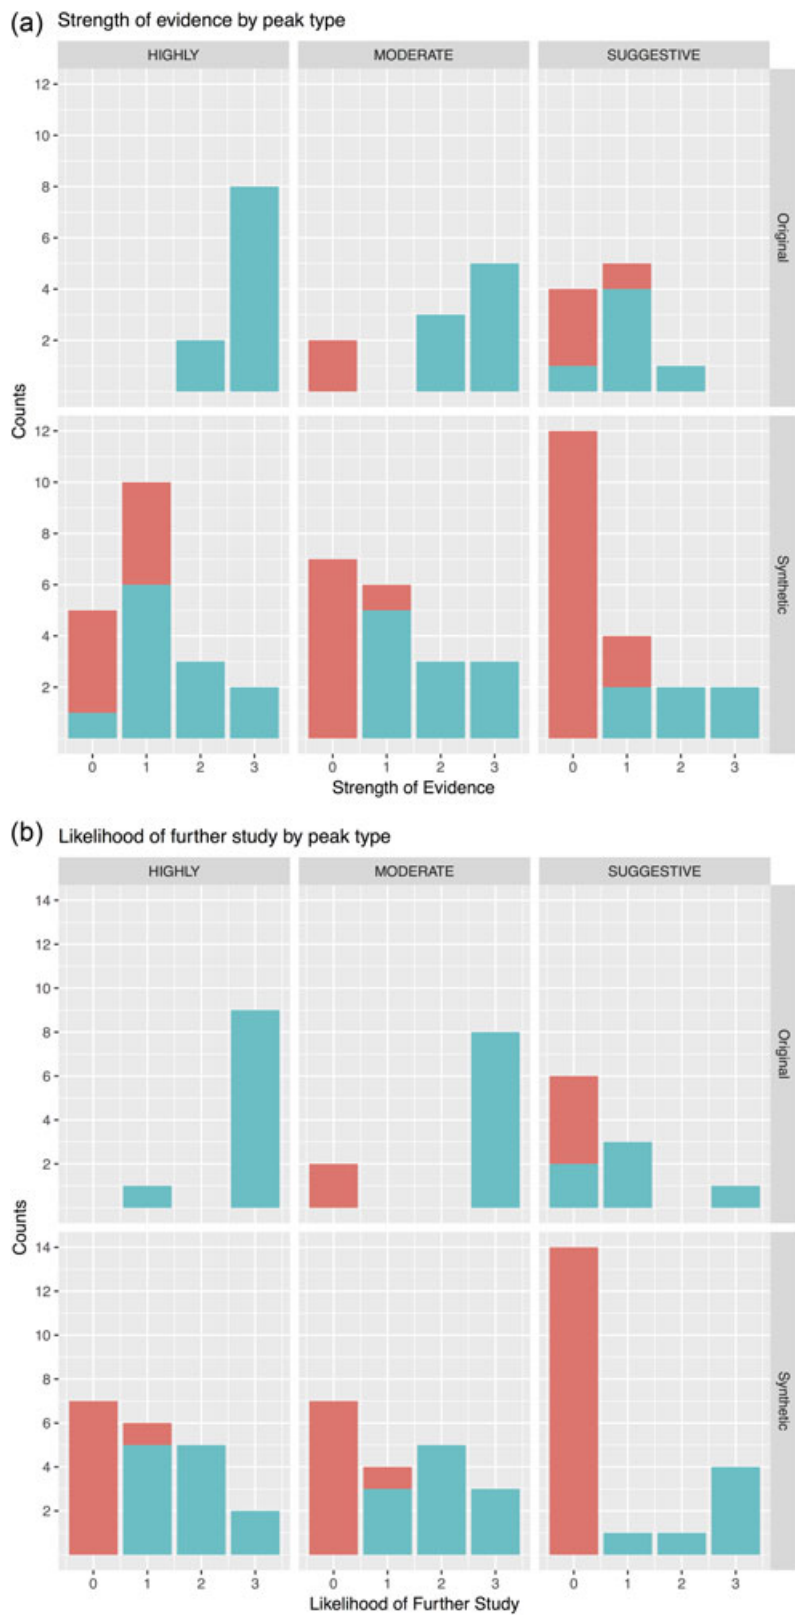 (a) Strength of evidence by peak type
HIGHLY MODERATE SUGGESTIVE
12
10
8
6
4
2
Original
Counts
12
10
8
6
4
2
Synthetic
0 1 2 3 0 1 2 3 0 1 2 3
Strength of Evidence
(b) Likelihood of further study by peak type
HIGHLY MODERATE SUGGESTIVE
14
12
10
8
6
4
2
Original
Counts
14
12
10
8
6
4
2
Synthetic
0 1 2 3 0 1 2 3 0 1 2 3
Likelihood of Further Study